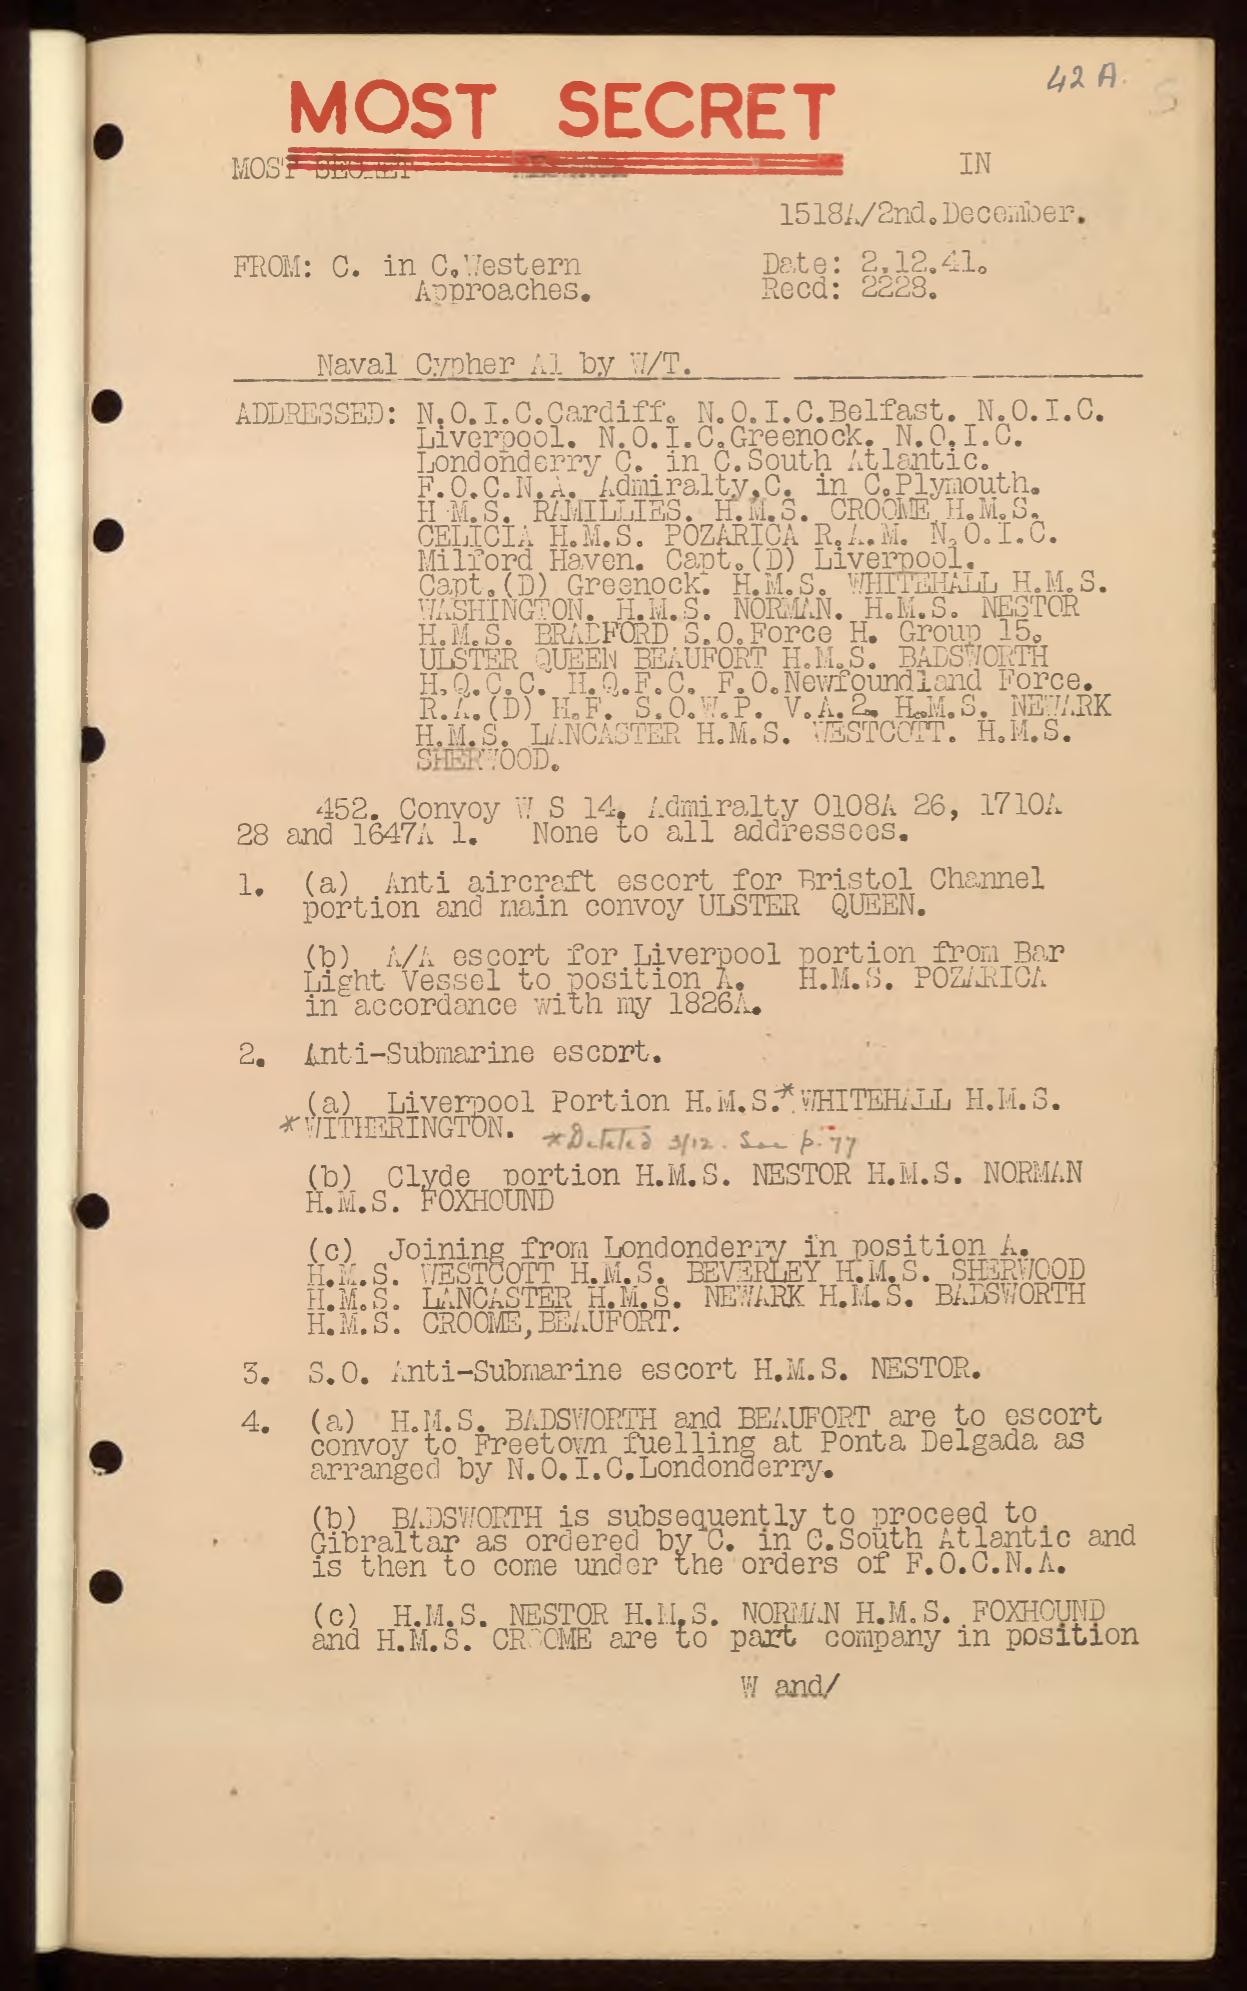 42 A.
MOST SECRET
MOST SECRET MESSAGE IN
1518A/2nd.December.
FROM: C. in C.Western Date: 2.12.41.
Approaches. Recd: 2228.
Naval Cypher A1 by W/T.
ADDRESSED: N.O.I.C.Cardiff. N.O.I.C.Belfast. N.O.I.C.
Liverpool. N.O.I.C.Greenock. N.O.I.C.
Londonderry C. in C.South Atlantic.
F.O.C.N.A. Admiralty.C. in C.Plymouth.
H M.S. RAMILLIES. H.M.S. CROOME H.M.S.
CELICIA H.M.S. POZARICA R.A.M. N.O.I.C.
Milford Haven. Capt.(D) Liverpool.
Capt.(D) Greenock. H.M.S. WHITEHALL H.M.S.
WASHINGTON. H.M.S. NORMAN. H.M.S. NESTOR
H.M.S. BRADFORD S.O.Force H. Group 15.
ULSTER QUEEN BEAUFORT H.M.S. BADSWORTH
H.Q.C.C. H.Q.F.C. F.O.Newfoundland Force.
R.A.(D) H.F. S.O.W.P. V.A.2. H.M.S. NEWARK
H.M.S. LANCASTER H.M.S. WESTCOTT. H.M.S.
SHERWOOD.
452. Convoy W S 14. Admiralty 0108A 26, 1710A
28 and 1647A 1. None to all addressees.
1. (a) Anti aircraft escort for Bristol Channel
portion and main convoy ULSTER QUEEN.
(b) A/A escort for Liverpool portion from Bar
Light Vessel to position A. H.M.S. POZARICA
in accordance with my 1826A.
2. Anti-Submarine escort.
(a) Liverpool Portion H.M.S.* WHITEHALL H.M.S.
*WITHERINGTON. *Deleted 3/12. See p.77
(b) Clyde portion H.M.S. NESTOR H.M.S. NORMAN
H.M.S. FOXHOUND
(c) Joining from Londonderry in position A.
H.M.S. WESTCOTT H.M.S. BEVERLEY H.M.S. SHERWOOD
H.M.S. LANCASTER H.M.S. NEWARK H.M.S. BADSWORTH
H.M.S. CROOME,BEAUFORT.
3. S.O. Anti-Submarine escort H.M.S. NESTOR.
4. (a) H.M.S. BADSWORTH and BEAUFORT are to escort
convoy to Freetown fuelling at Ponta Delgada as
arranged by N.O.I.C.Londonderry.
(b) BADSWORTH is subsequently to proceed to
Gibraltar as ordered by C. in C.South Atlantic and
is then to come under the orders of F.O.C.N.A.
(c) H.M.S. NESTOR H.M.S. NORMAN H.M.S. FOXHOUND
and H.M.S. CROOME are to part company in position
W and/